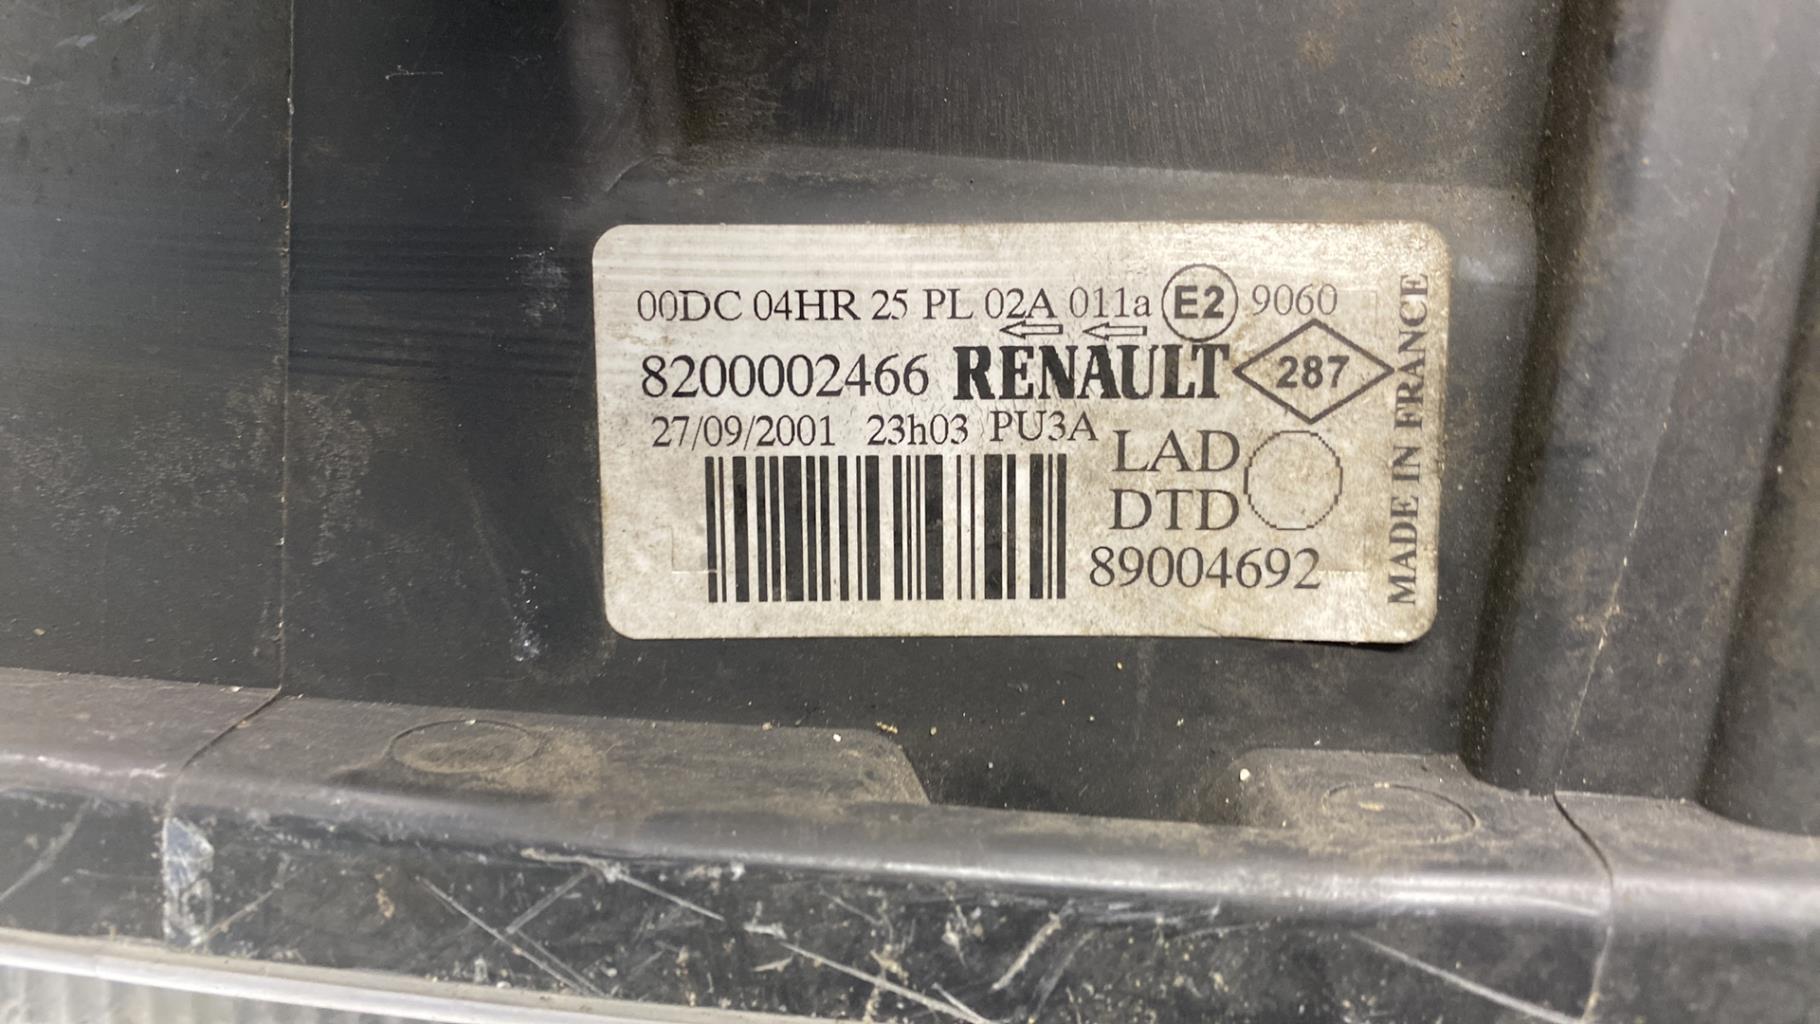 00DC 04HR 25 PL 02A 011a E2 9060
8200002466 RENAULT 287
27/09/2001 23h03 PU3A
LAD
DTD
89004692
MADE IN FRANCE